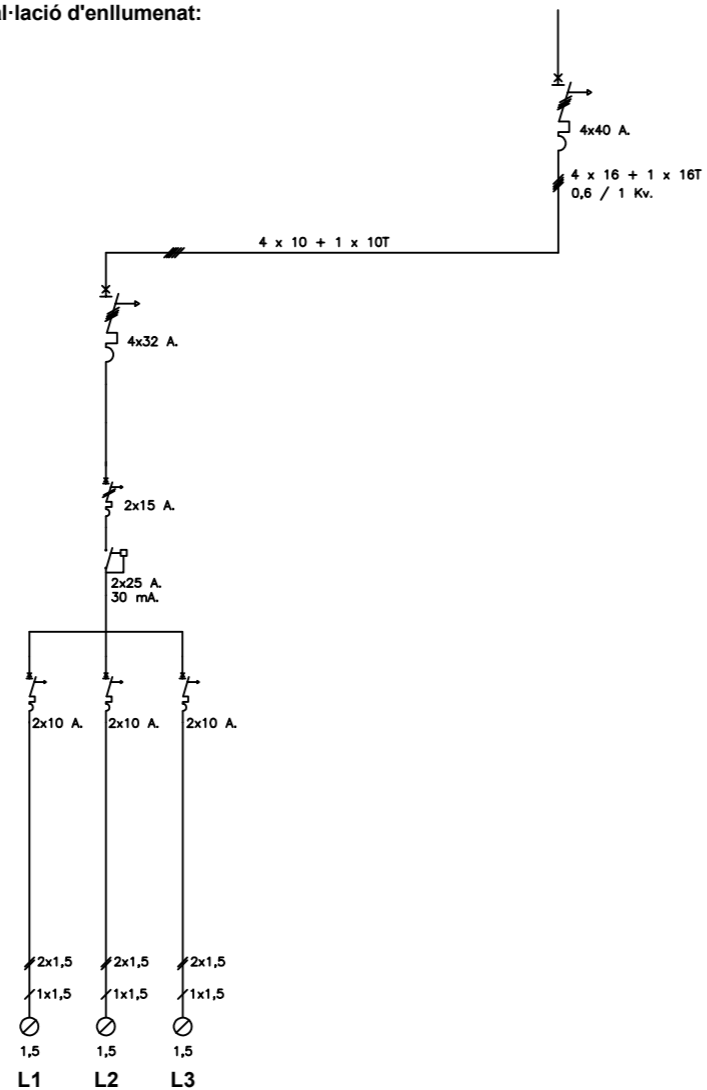 d'enllumenat:
4x40 A.
4 x 16 + 1 x 16T
0,6 / 1 Kv.
4 x 10 + 1 x 10T
4x32 A.
2x15 A.
2x25 A.
30 mA.
2x10 A. 2x10 A. 2x10 A.
2x1,5 2x1,5 2x1,5
1x1,5 1x1,5 1x1,5
1,5 1,5 1,5
L1 L2 L3